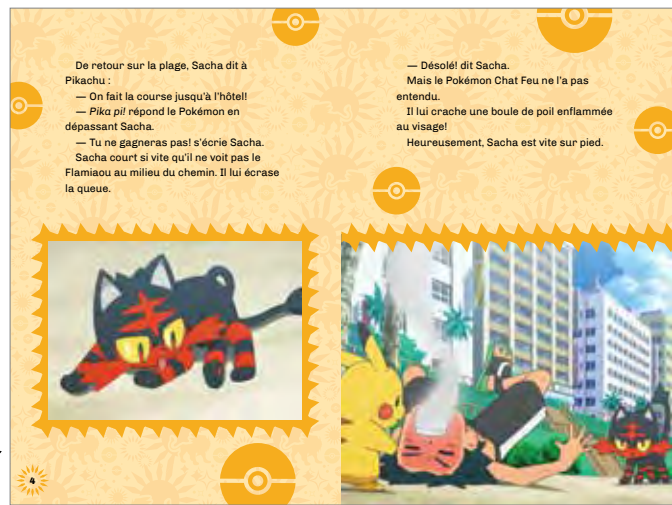 De retour sur la plage, Sacha dit à
Pikachu :
— On fait la course jusqu’à l’hôtel!
— Pika pi! répond le Pokémon en
dépassant Sacha.
— Tu ne gagneras pas! s’écrie Sacha.
Sacha court si vite qu’il ne voit pas le
Flamiaou au milieu du chemin. Il lui écrase
la queue.
4
— Désolé! dit Sacha.
Mais le Pokémon Chat Feu ne l’a pas
entendu.
Il lui crache une boule de poil enflammée
au visage!
Heureusement, Sacha est vite sur pied.